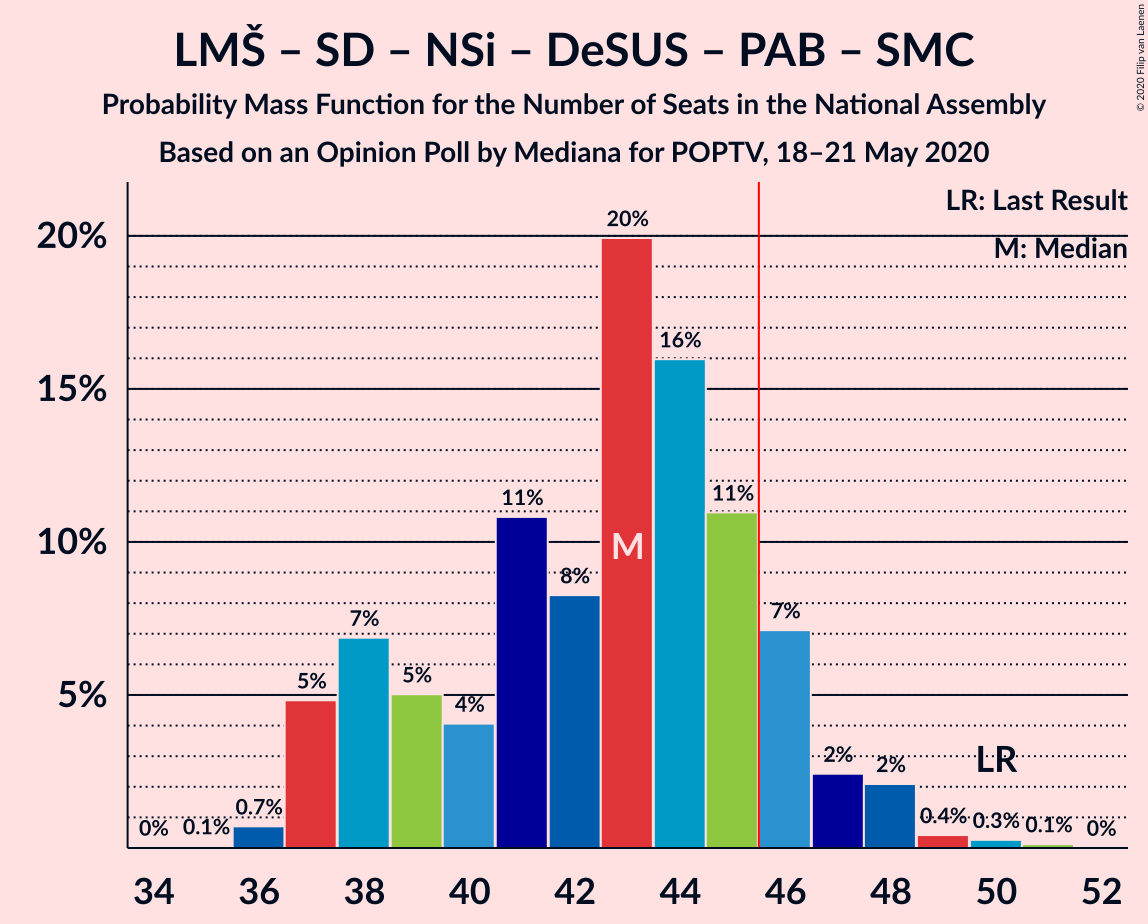 LMŠ – SD – NSi – DeSUS – PAB – SMC
Probability Mass Function for the Number of Seats in the National Assembly
Based on an Opinion Poll by Mediana for POPTV, 18–21 May 2020
© 2020 Filip van Laenen
LR: Last Result
M: Median
20%
15%
10%
5%
0%
0.1%
0.7%
5%
7%
5%
4%
11%
8%
20%
M
16%
11%
7%
2%
2%
0.4%
LR
0.3%
0.1%
0%
34 36 38 40 42 44 46 48 50 52